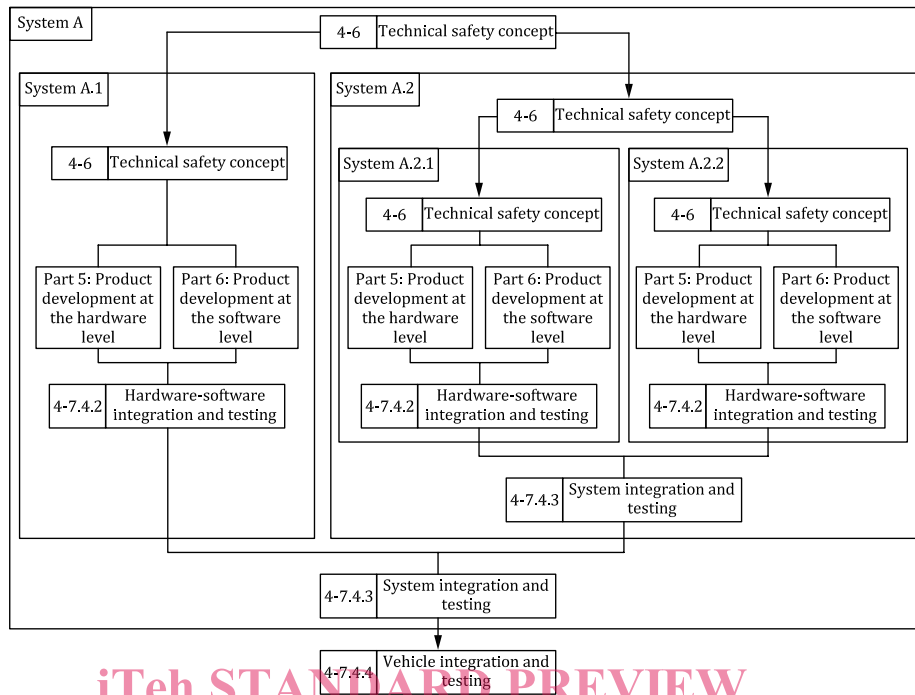 System A
4-6 Technical safety concept
System A.1
System A.2
4-6 Technical safety concept
4-6 Technical safety concept
System A.2.1
System A.2.2
4-6 Technical safety concept
4-6 Technical safety concept
Part 5: Product
development at
the hardware
level
Part 6: Product
development at
the software
level
Part 5: Product
development at
the hardware
level
Part 6: Product
development at
the software
level
Part 5: Product
development at
the hardware
level
Part 6: Product
development at
the software
level
4-7.4.2 Hardware-software
integration and testing
4-7.4.2 Hardware-software
integration and testing
4-7.4.2 Hardware-software
integration and testing
4-7.4.3 System integration and
testing
4-7.4.3 System integration and
testing
4-7.4.4 Vehicle integration and
testing
iTeh STANDARD PREVIEW